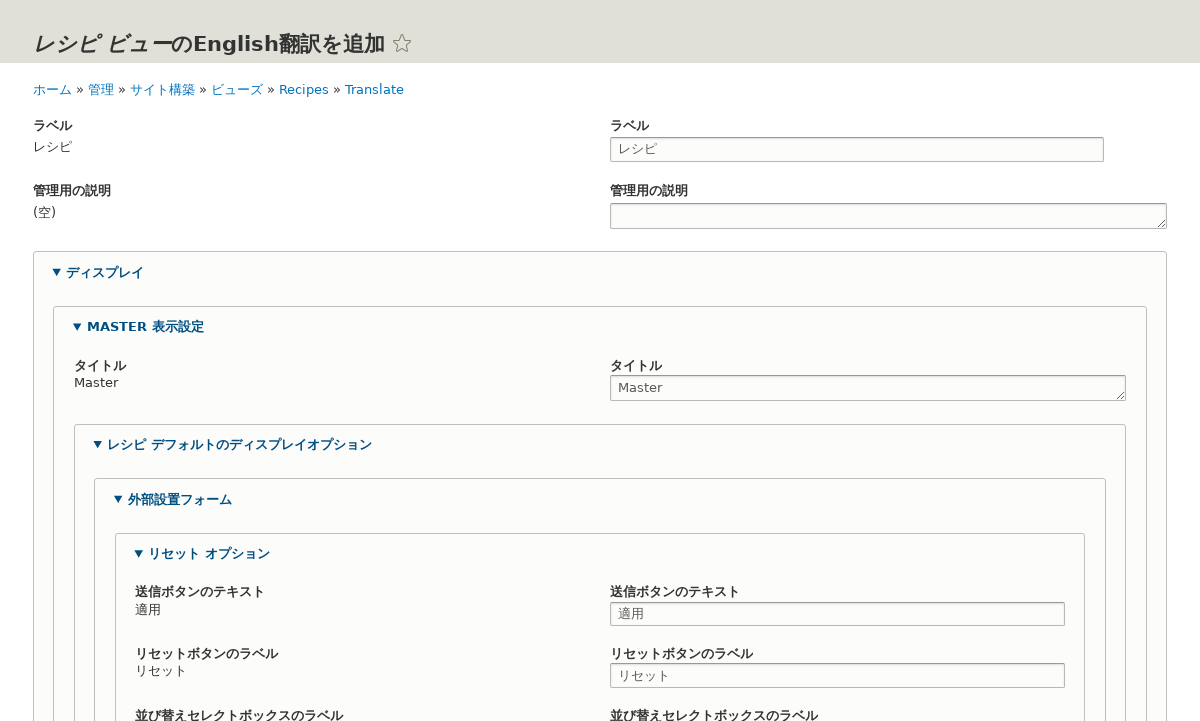 レシピ ビューのEnglish翻訳を追加
ホーム » 管理 » サイト構築 » ビューズ » Recipes » Translate
ラベル
レシピ
ラベル
レシピ
管理用の説明
(空)
管理用の説明
ディスプレイ
MASTER 表示設定
タイトル
Master
タイトル
Master
レシピ デフォルトのディスプレイオプション
外部設置フォーム
リセット オプション
送信ボタンのテキスト
適用
送信ボタンのテキスト
適用
リセットボタンのラベル
リセット
リセットボタンのラベル
リセット
並び替えセレクトボックスのラベル
並び替えセレクトボックスのラベル